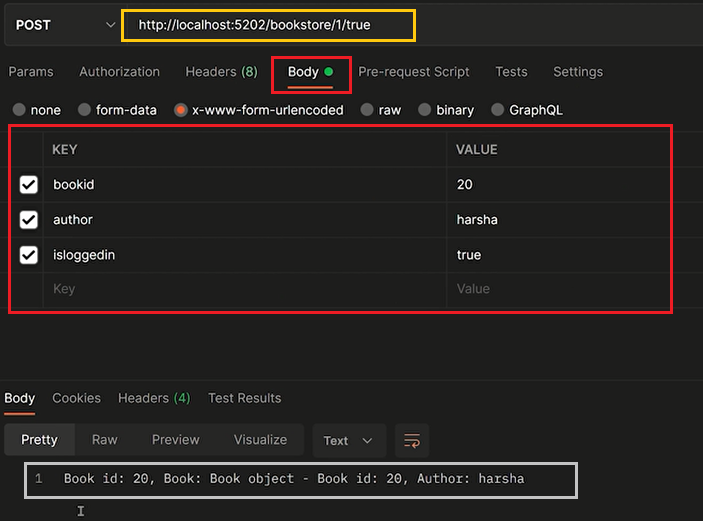 POST http://localhost:5202/bookstore/1/true
Params Authorization Headers (8) Body Pre-request Script Tests Settings
none form-data x-www-form-urlencoded raw binary GraphQL
KEY VALUE
bookid 20
author harsha
isloggedin true
Key Value
Body Cookies Headers (4) Test Results
Pretty Raw Preview Visualize Text
1 Book id: 20, Book: Book object - Book id: 20, Author: harsha